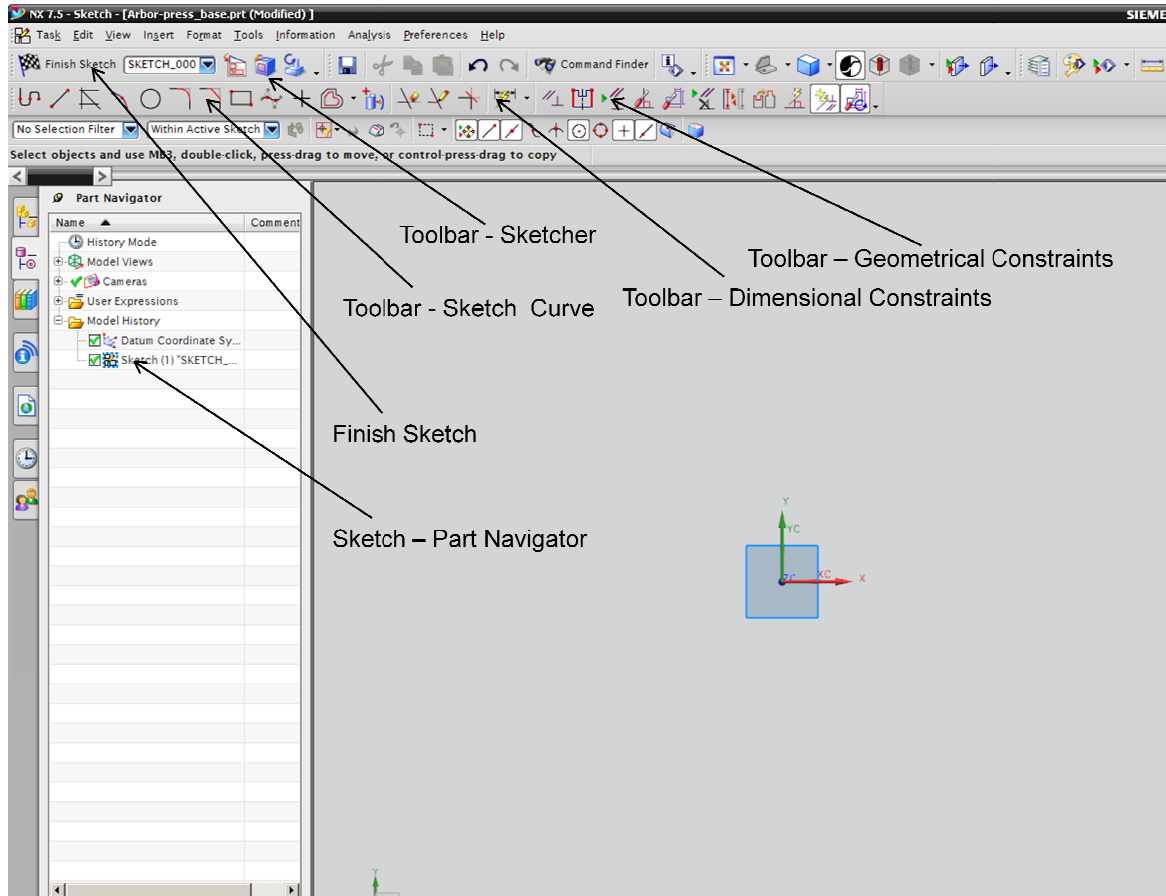 NX 7.5 - Sketch - [Arbor-press_base.prt (Modified) ]
SIEME
Task Edit View Insert Format Tools Information Analysis Preferences Help
Finish Sketch SKETCH_000 Command Finder
No Selection Filter Within Active Sketch
Select objects and use MB3, double-click, press-drag to move, or control-press-drag to copy
Part Navigator
Name Comment
History Mode
Model Views
Cameras
User Expressions
Model History
Datum Coordinate Sy...
Sketch (1) "SKETCH_...
Toolbar - Sketcher
Toolbar – Geometrical Constraints
Toolbar – Dimensional Constraints
Toolbar - Sketch Curve
Finish Sketch
Sketch – Part Navigator
Y
YC
ZC XC X
Y